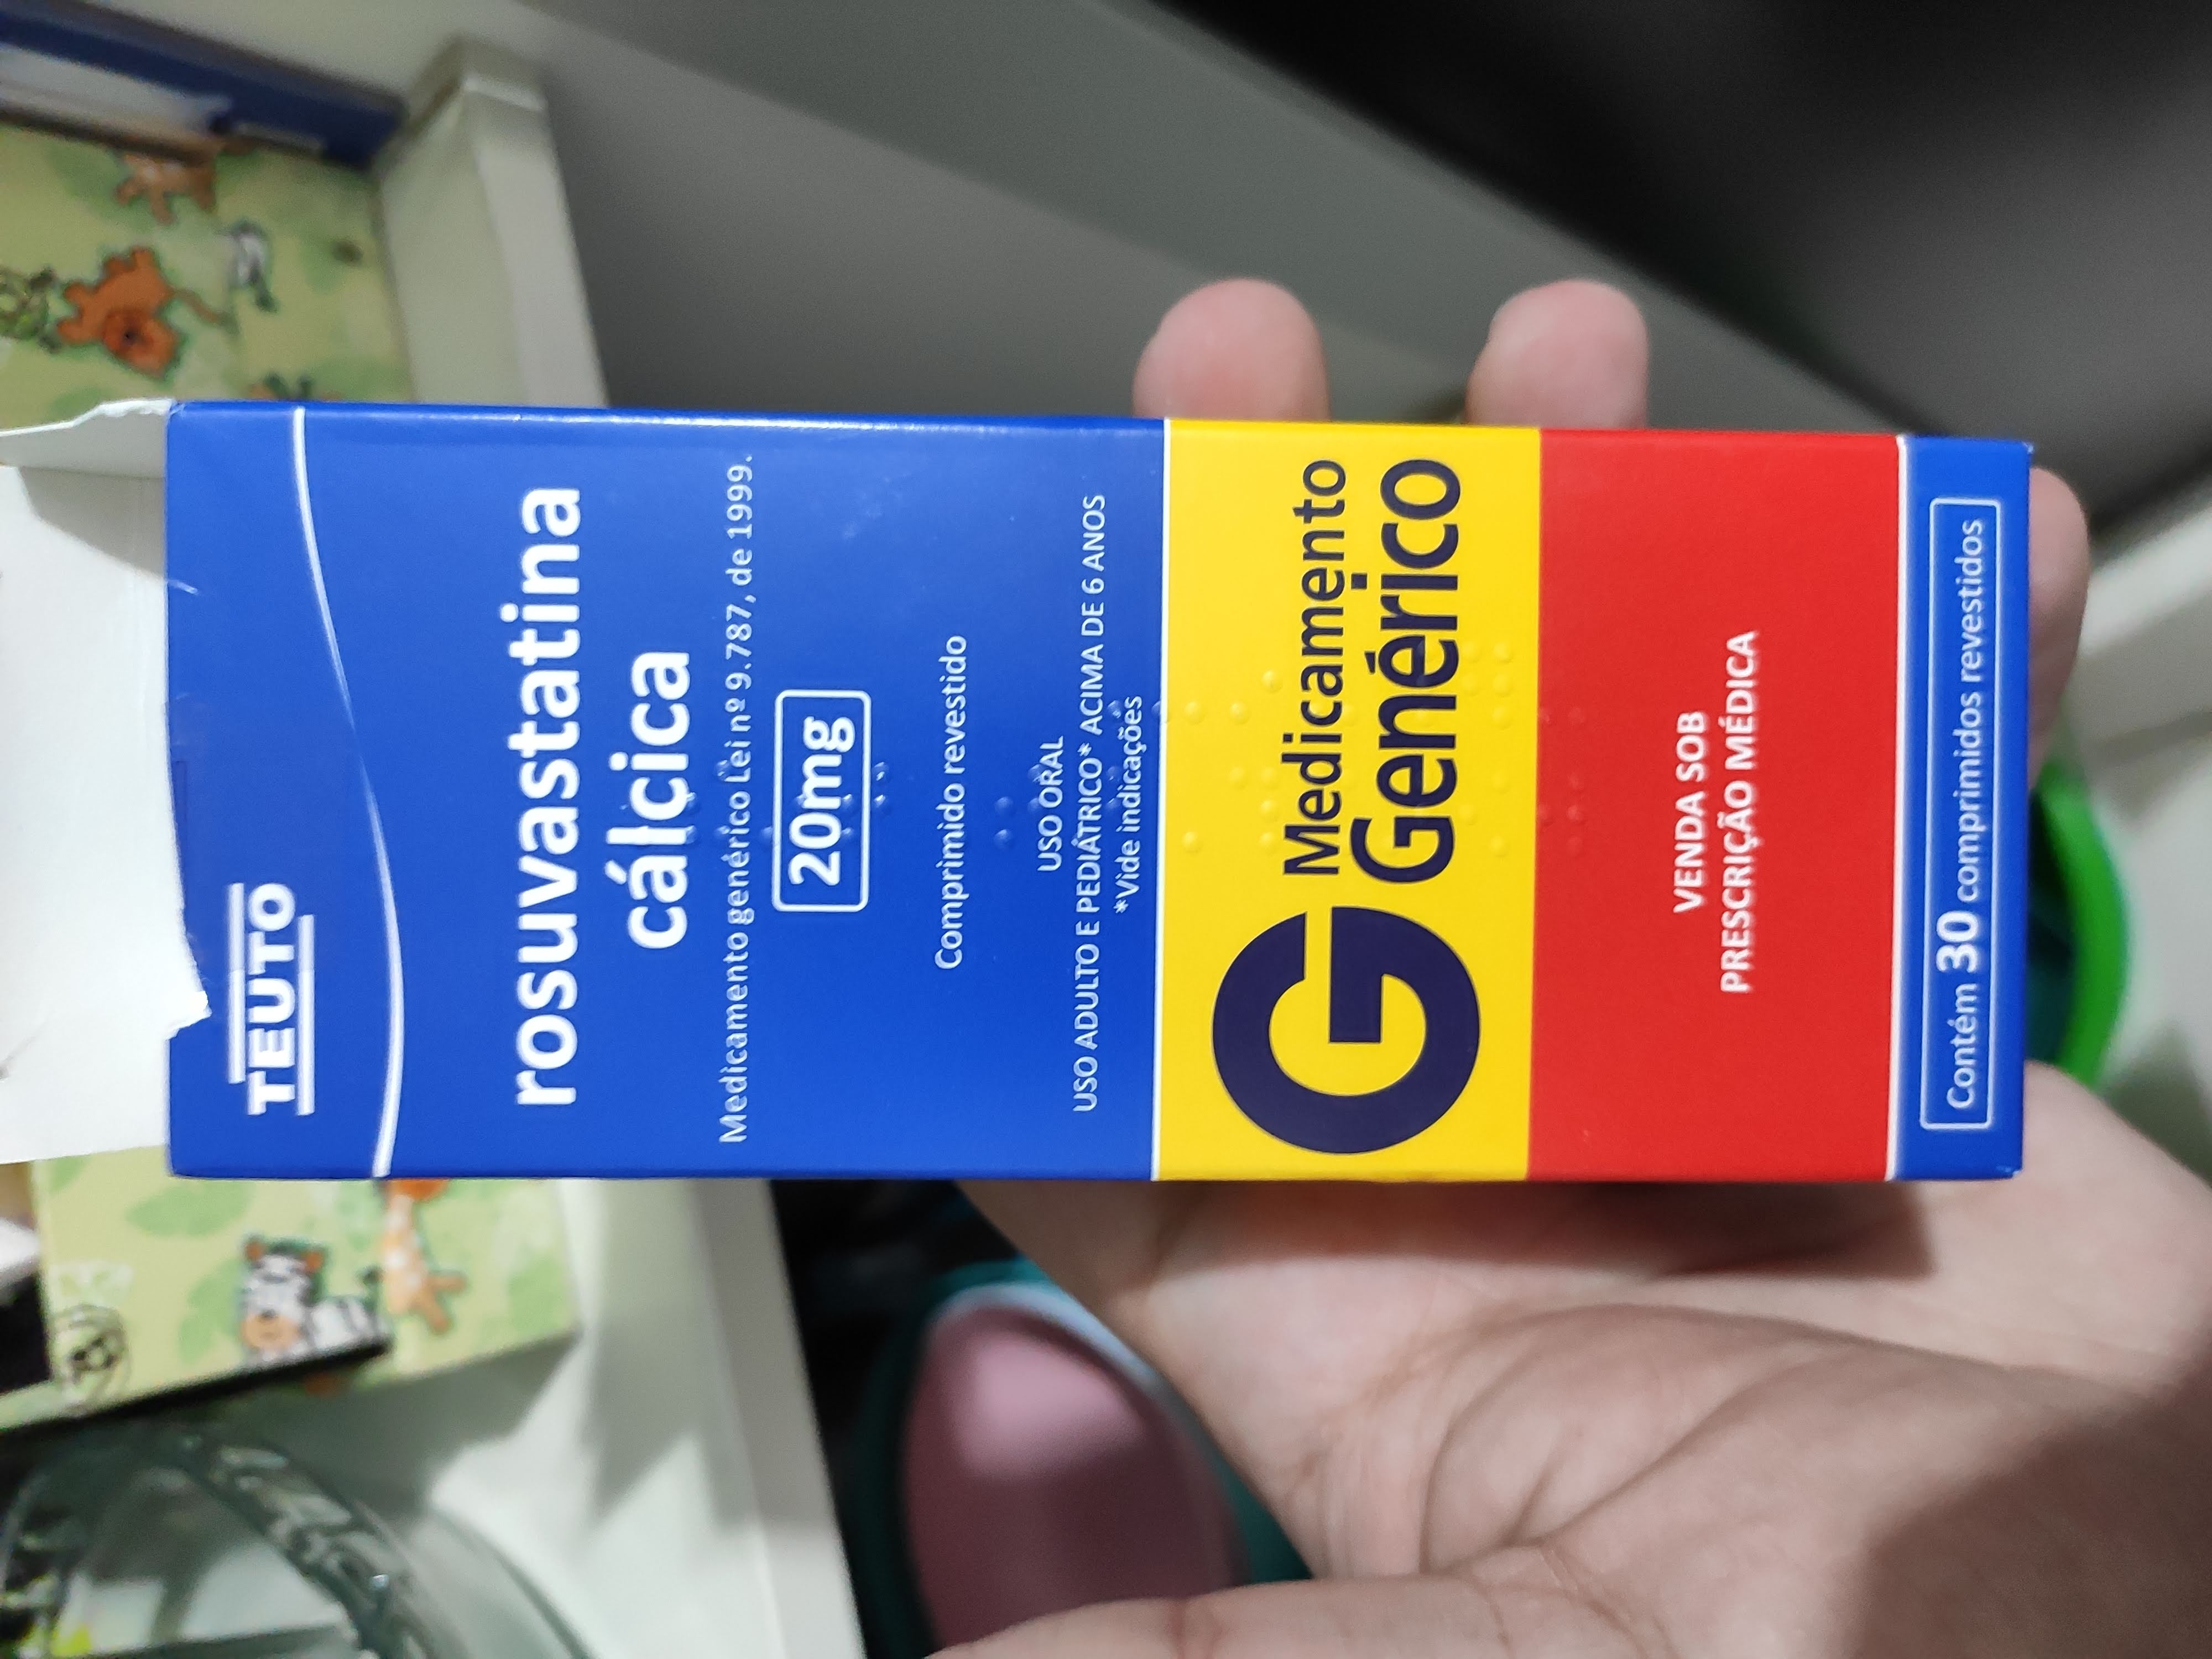 TEUTO
rosuvastatina
cálcica
Medicamento genérico Lei nº 9.787, de 1999.
20mg
Comprimido revestido
USO ORAL
USO ADULTO E PEDIÁTRICO* ACIMA DE 6 ANOS
*Vide indicações
G Medicamento
Genérico
VENDA SOB
PRESCRIÇÃO MÉDICA
Contém 30 comprimidos revestidos